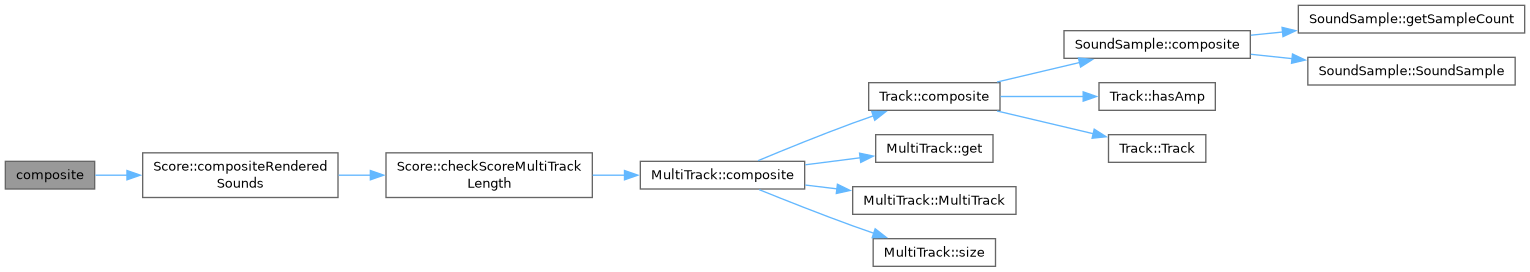 composite
Score::compositeRendered
Sounds
Score::checkScoreMultiTrack
Length
MultiTrack::composite
Track::composite
SoundSample::composite
SoundSample::getSampleCount
SoundSample::SoundSample
Track::hasAmp
Track::Track
MultiTrack::get
MultiTrack::MultiTrack
MultiTrack::size